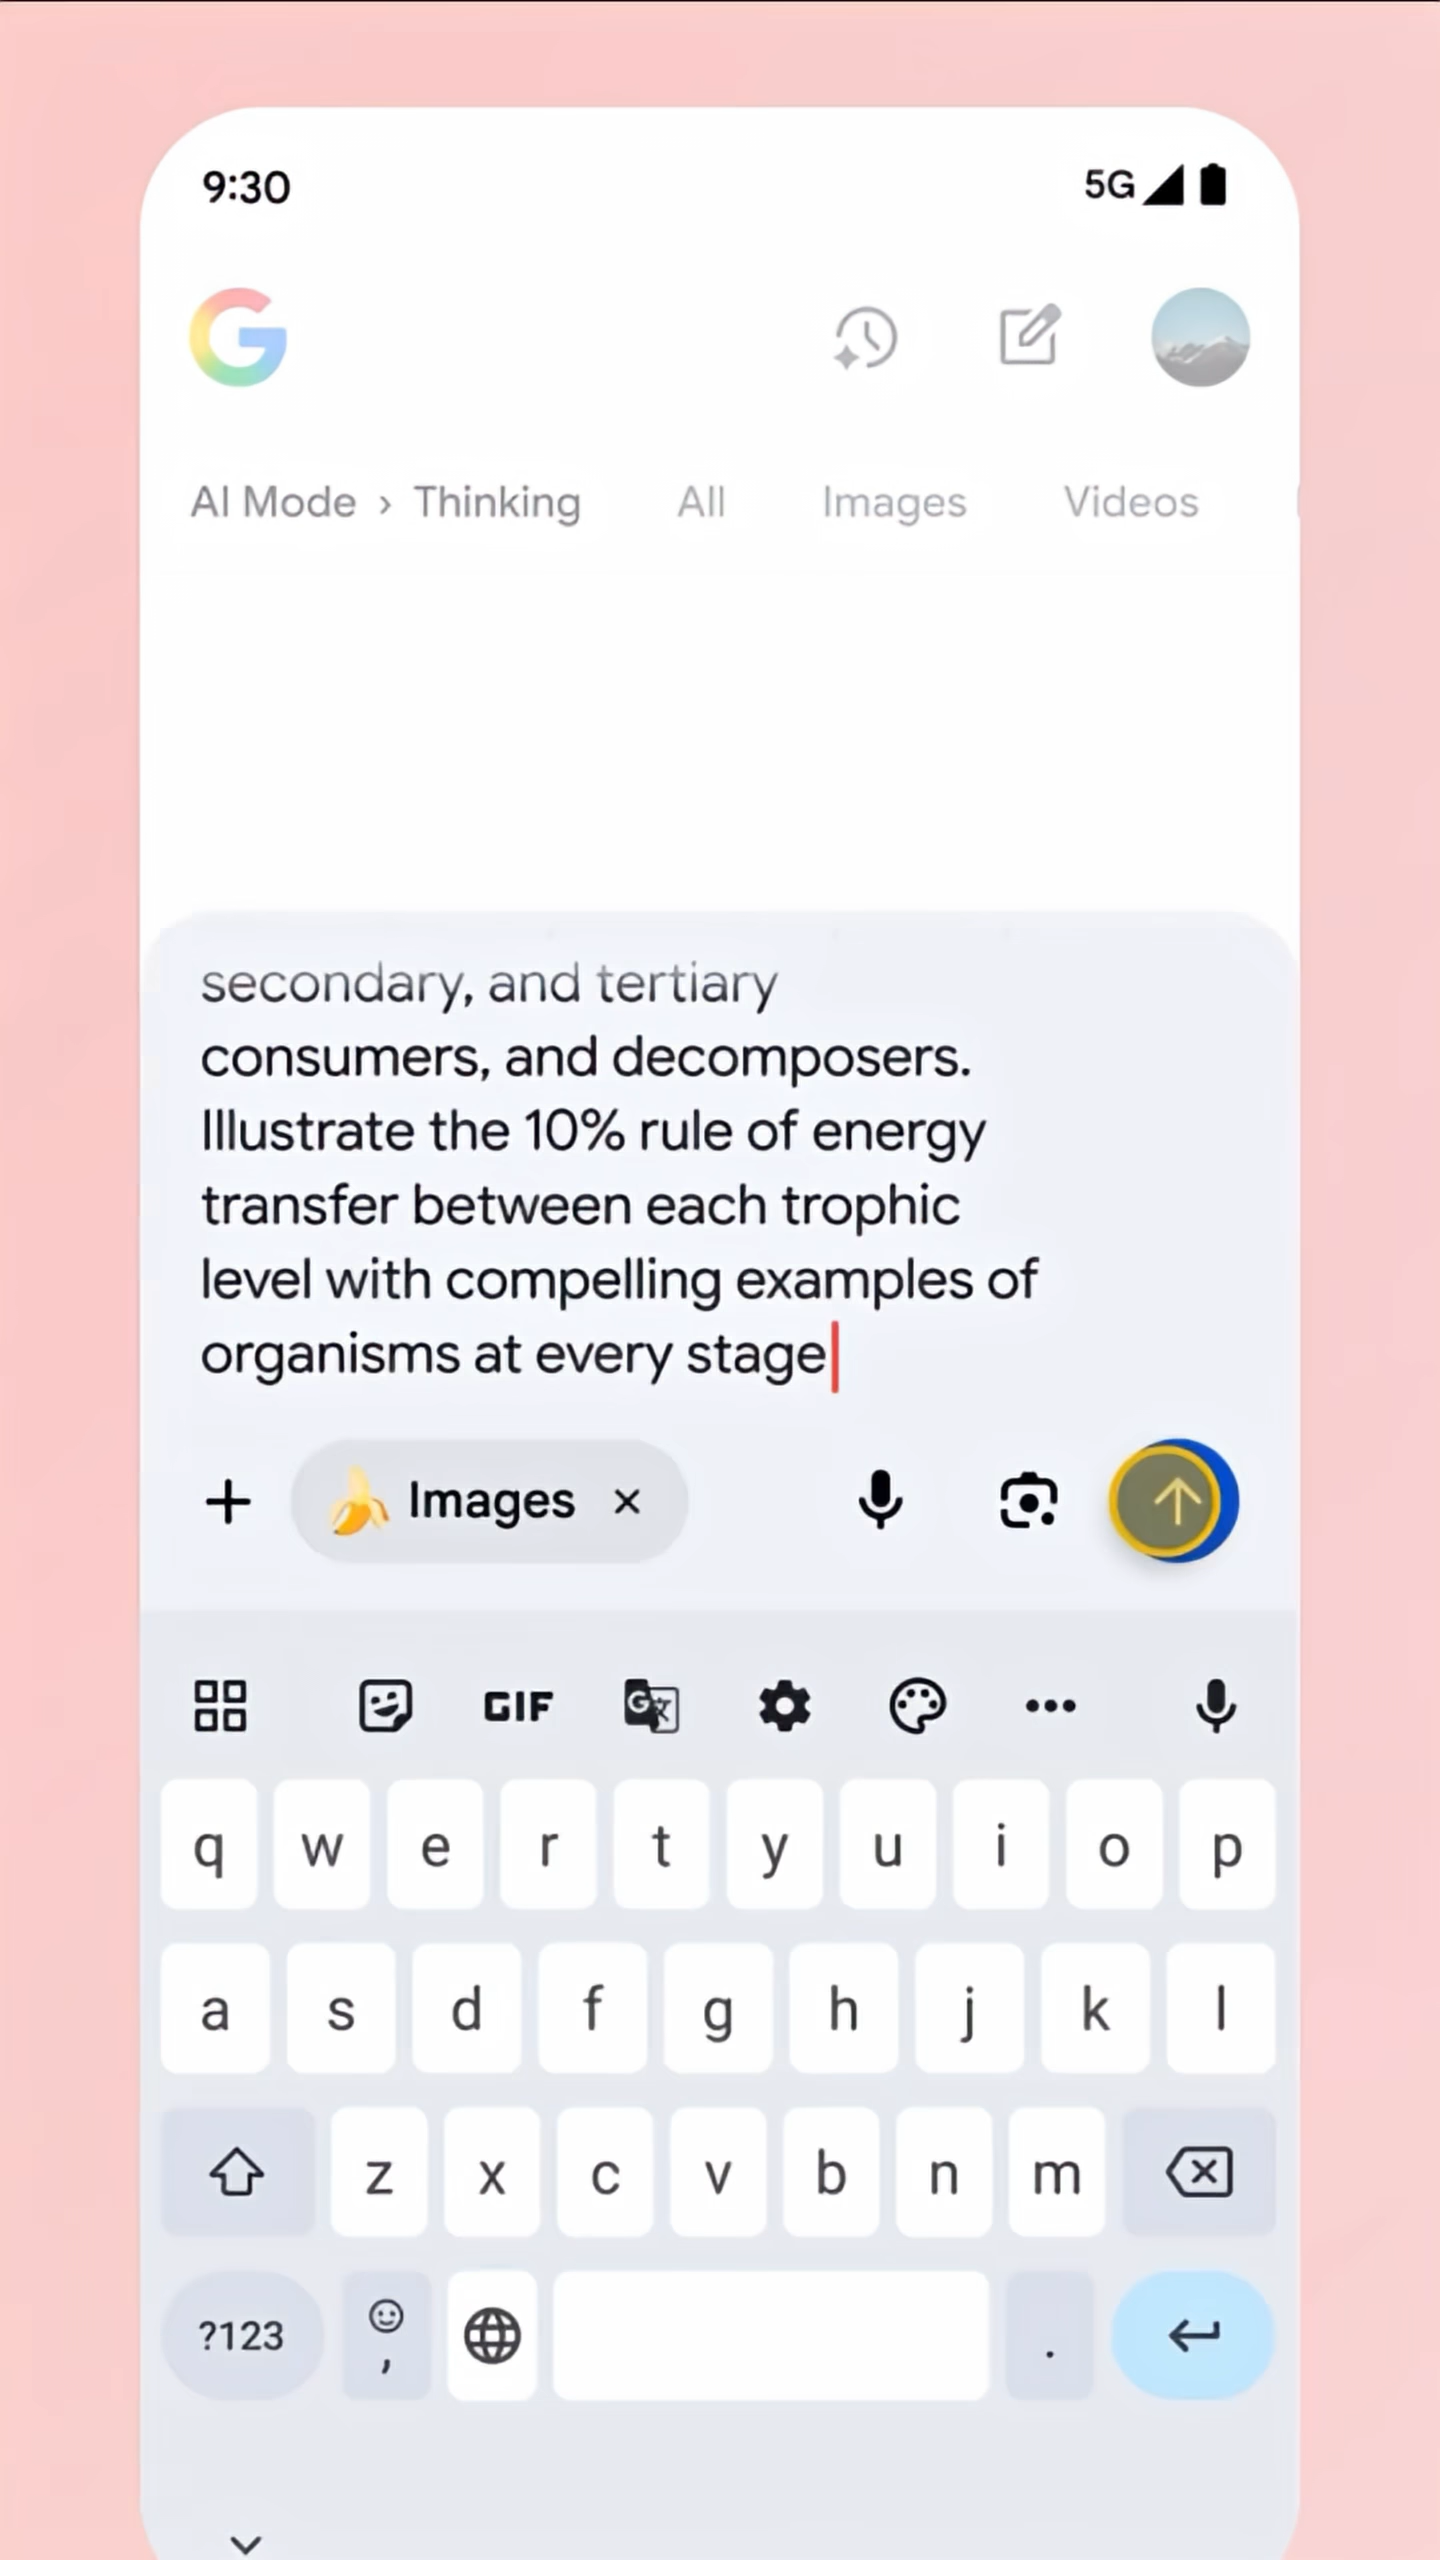 9:30 5G
AI Mode › Thinking All Images Videos
secondary, and tertiary
consumers, and decomposers.
Illustrate the 10% rule of energy
transfer between each trophic
level with compelling examples of
organisms at every stage
Images
GIF
q w e r t y u i o p
a s d f g h j k l
z x c v b n m
?123 , .